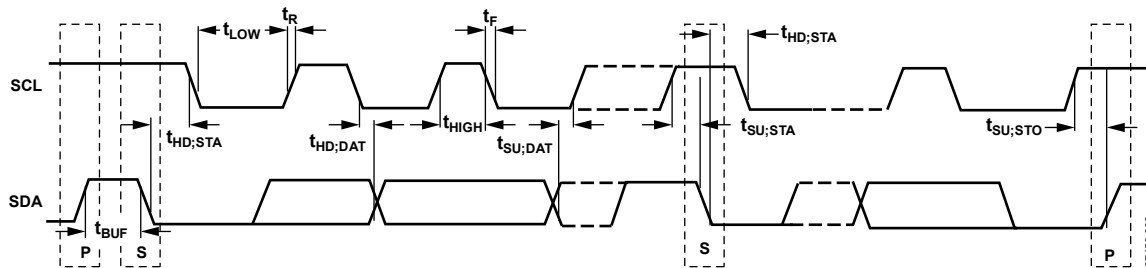 tR
tF
tLOW
tHD;STA
SCL
tHD;STA
tHD;DAT
tHIGH
tSU;DAT
tSU;STA
tSU;STO
SDA
tBUF
P
S
S
P